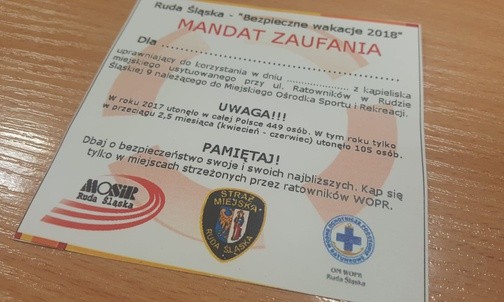 Ruda Śląska - "Bezpieczne wakacje 2018"
MANDAT ZAUFANIA
Dla ..........................................
uprawniający do korzystania w dniu .................... z kąpieliska
miejskiego usytuowanego przy ul. Ratowników w Rudzie
Śląskiej 9 należącego do Miejskiego Ośrodka Sportu i Rekreacji.
UWAGA!!!
W roku 2017 utonęło w całej Polsce 449 osób. W tym roku tylko
w przeciągu 2,5 miesiąca (kwiecień - czerwiec) utonęło 105 osób.
PAMIĘTAJ!
Dbaj o bezpieczeństwo swoje i swoich najbliższych. Kąp się
tylko w miejscach strzeżonych przez ratowników WOPR.
MOSiR
Ruda Śląska
STRAŻ
MIEJSKA
RUDA ŚLĄSKA
OM WOPR
Ruda Śląska